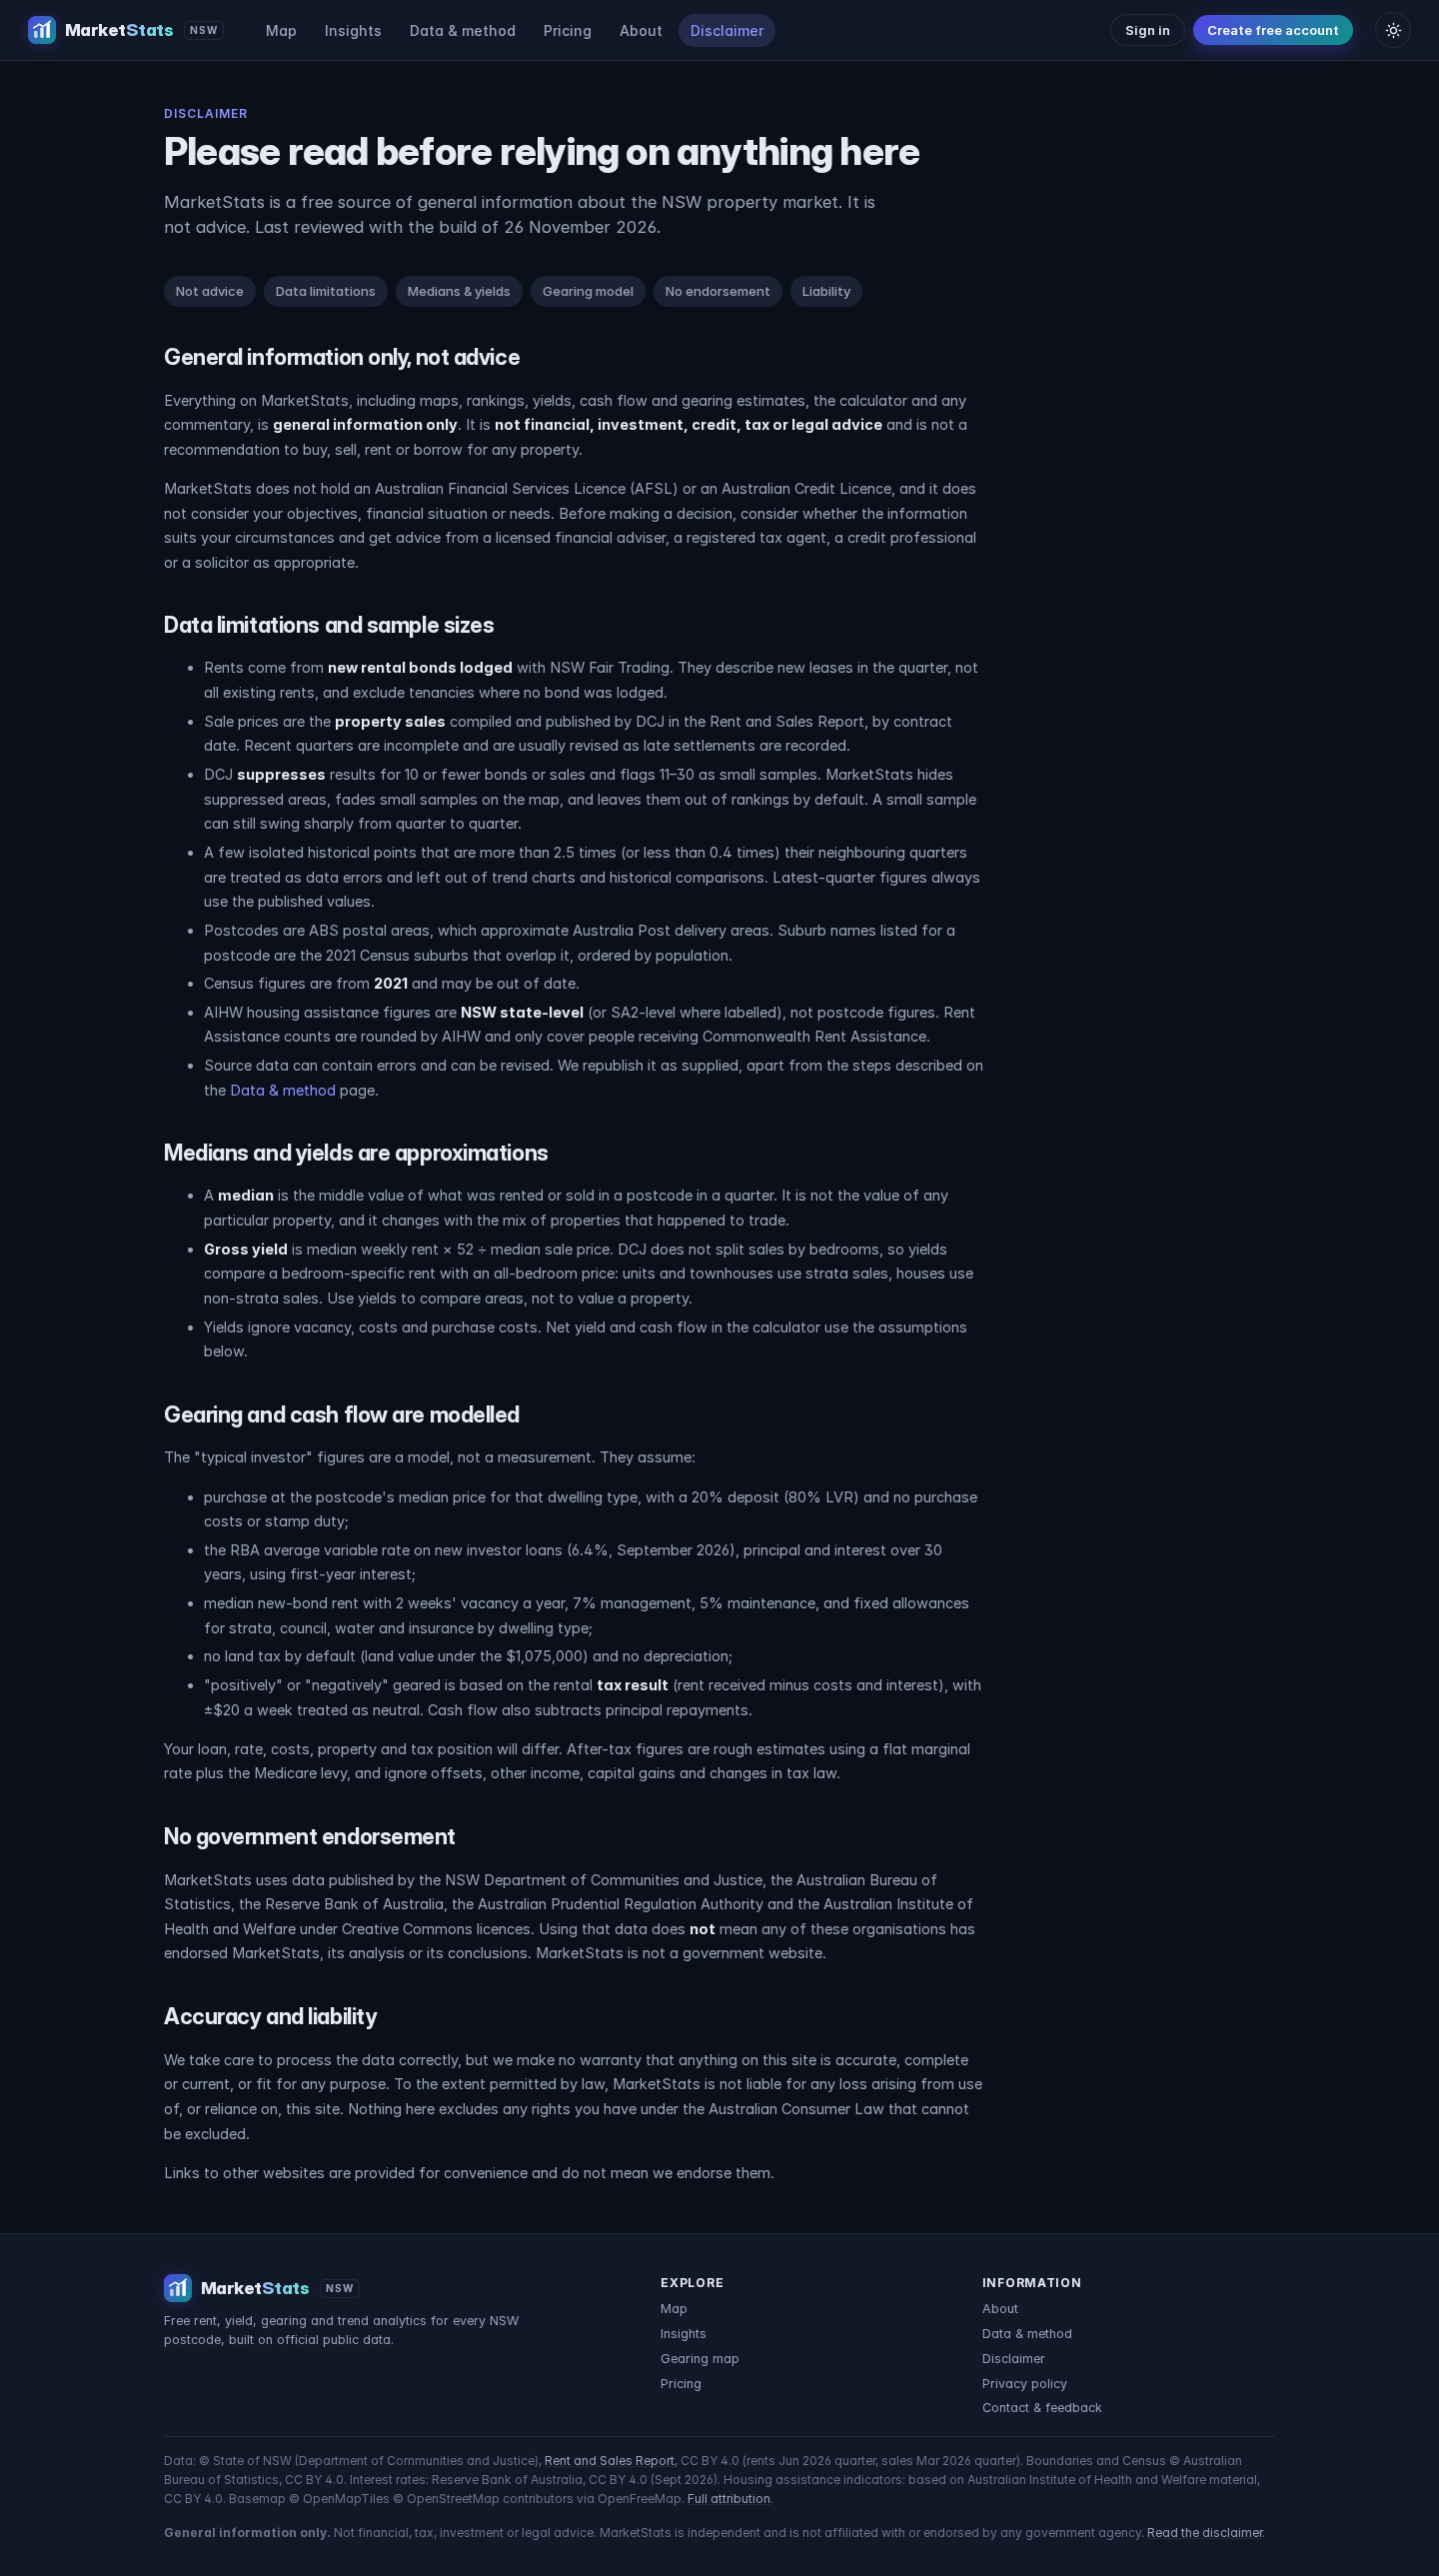 MarketStats NSW Map Insights Data & method Pricing About Disclaimer Sign in Create free account
DISCLAIMER
Please read before relying on anything here
MarketStats is a free source of general information about the NSW property market. It is
not advice. Last reviewed with the build of 26 November 2026.
Not advice Data limitations Medians & yields Gearing model No endorsement Liability
General information only, not advice
Everything on MarketStats, including maps, rankings, yields, cash flow and gearing estimates, the calculator and any
commentary, is general information only. It is not financial, investment, credit, tax or legal advice and is not a
recommendation to buy, sell, rent or borrow for any property.
MarketStats does not hold an Australian Financial Services Licence (AFSL) or an Australian Credit Licence, and it does
not consider your objectives, financial situation or needs. Before making a decision, consider whether the information
suits your circumstances and get advice from a licensed financial adviser, a registered tax agent, a credit professional
or a solicitor as appropriate.
Data limitations and sample sizes
• Rents come from new rental bonds lodged with NSW Fair Trading. They describe new leases in the quarter, not
all existing rents, and exclude tenancies where no bond was lodged.
• Sale prices are the property sales compiled and published by DCJ in the Rent and Sales Report, by contract
date. Recent quarters are incomplete and are usually revised as late settlements are recorded.
• DCJ suppresses results for 10 or fewer bonds or sales and flags 11–30 as small samples. MarketStats hides
suppressed areas, fades small samples on the map, and leaves them out of rankings by default. A small sample
can still swing sharply from quarter to quarter.
• A few isolated historical points that are more than 2.5 times (or less than 0.4 times) their neighbouring quarters
are treated as data errors and left out of trend charts and historical comparisons. Latest-quarter figures always
use the published values.
• Postcodes are ABS postal areas, which approximate Australia Post delivery areas. Suburb names listed for a
postcode are the 2021 Census suburbs that overlap it, ordered by population.
• Census figures are from 2021 and may be out of date.
• AIHW housing assistance figures are NSW state-level (or SA2-level where labelled), not postcode figures. Rent
Assistance counts are rounded by AIHW and only cover people receiving Commonwealth Rent Assistance.
• Source data can contain errors and can be revised. We republish it as supplied, apart from the steps described on
the Data & method page.
Medians and yields are approximations
• A median is the middle value of what was rented or sold in a postcode in a quarter. It is not the value of any
particular property, and it changes with the mix of properties that happened to trade.
• Gross yield is median weekly rent × 52 ÷ median sale price. DCJ does not split sales by bedrooms, so yields
compare a bedroom-specific rent with an all-bedroom price: units and townhouses use strata sales, houses use
non-strata sales. Use yields to compare areas, not to value a property.
• Yields ignore vacancy, costs and purchase costs. Net yield and cash flow in the calculator use the assumptions
below.
Gearing and cash flow are modelled
The "typical investor" figures are a model, not a measurement. They assume:
• purchase at the postcode's median price for that dwelling type, with a 20% deposit (80% LVR) and no purchase
costs or stamp duty;
• the RBA average variable rate on new investor loans (6.4%, September 2026), principal and interest over 30
years, using first-year interest;
• median new-bond rent with 2 weeks' vacancy a year, 7% management, 5% maintenance, and fixed allowances
for strata, council, water and insurance by dwelling type;
• no land tax by default (land value under the $1,075,000) and no depreciation;
• "positively" or "negatively" geared is based on the rental tax result (rent received minus costs and interest), with
±$20 a week treated as neutral. Cash flow also subtracts principal repayments.
Your loan, rate, costs, property and tax position will differ. After-tax figures are rough estimates using a flat marginal
rate plus the Medicare levy, and ignore offsets, other income, capital gains and changes in tax law.
No government endorsement
MarketStats uses data published by the NSW Department of Communities and Justice, the Australian Bureau of
Statistics, the Reserve Bank of Australia, the Australian Prudential Regulation Authority and the Australian Institute of
Health and Welfare under Creative Commons licences. Using that data does not mean any of these organisations has
endorsed MarketStats, its analysis or its conclusions. MarketStats is not a government website.
Accuracy and liability
We take care to process the data correctly, but we make no warranty that anything on this site is accurate, complete
or current, or fit for any purpose. To the extent permitted by law, MarketStats is not liable for any loss arising from use
of, or reliance on, this site. Nothing here excludes any rights you have under the Australian Consumer Law that cannot
be excluded.
Links to other websites are provided for convenience and do not mean we endorse them.
MarketStats NSW
Free rent, yield, gearing and trend analytics for every NSW
postcode, built on official public data.
EXPLORE
Map
Insights
Gearing map
Pricing
INFORMATION
About
Data & method
Disclaimer
Privacy policy
Contact & feedback
Data: © State of NSW (Department of Communities and Justice), Rent and Sales Report, CC BY 4.0 (rents Jun 2026 quarter, sales Mar 2026 quarter). Boundaries and Census © Australian
Bureau of Statistics, CC BY 4.0. Interest rates: Reserve Bank of Australia, CC BY 4.0 (Sept 2026). Housing assistance indicators: based on Australian Institute of Health and Welfare material,
CC BY 4.0. Basemap © OpenMapTiles © OpenStreetMap contributors via OpenFreeMap. Full attribution.
General information only. Not financial, tax, investment or legal advice. MarketStats is independent and is not affiliated with or endorsed by any government agency. Read the disclaimer.